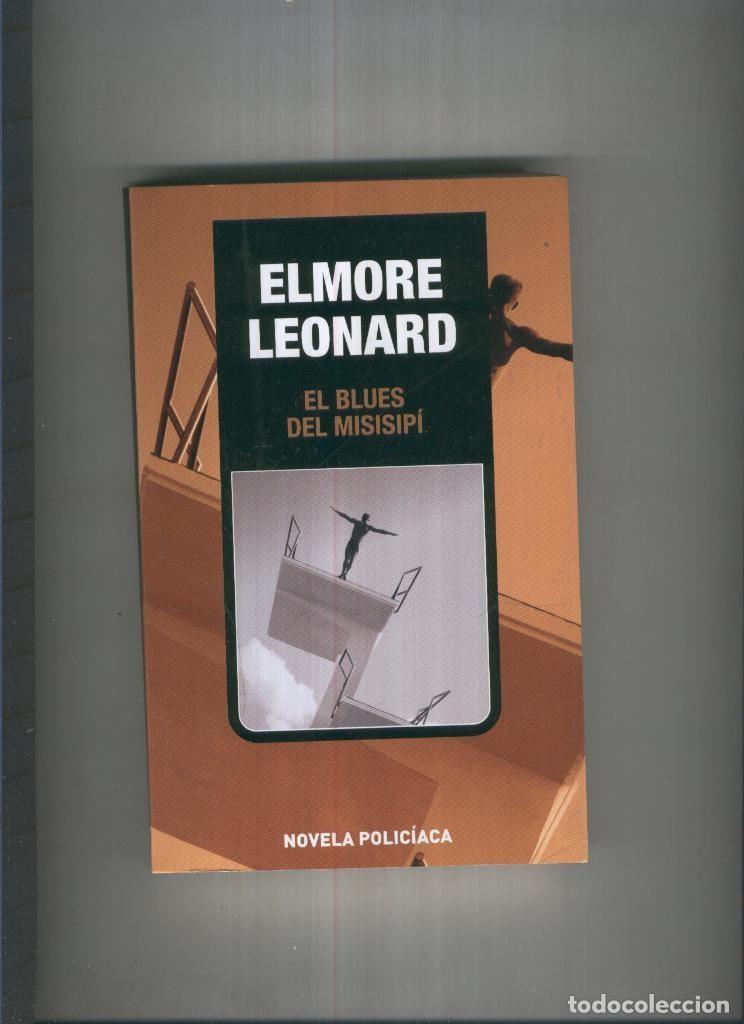 ELMORE
LEONARD
EL BLUES
DEL MISISIPÍ
NOVELA POLICÍACA
todocoleccion